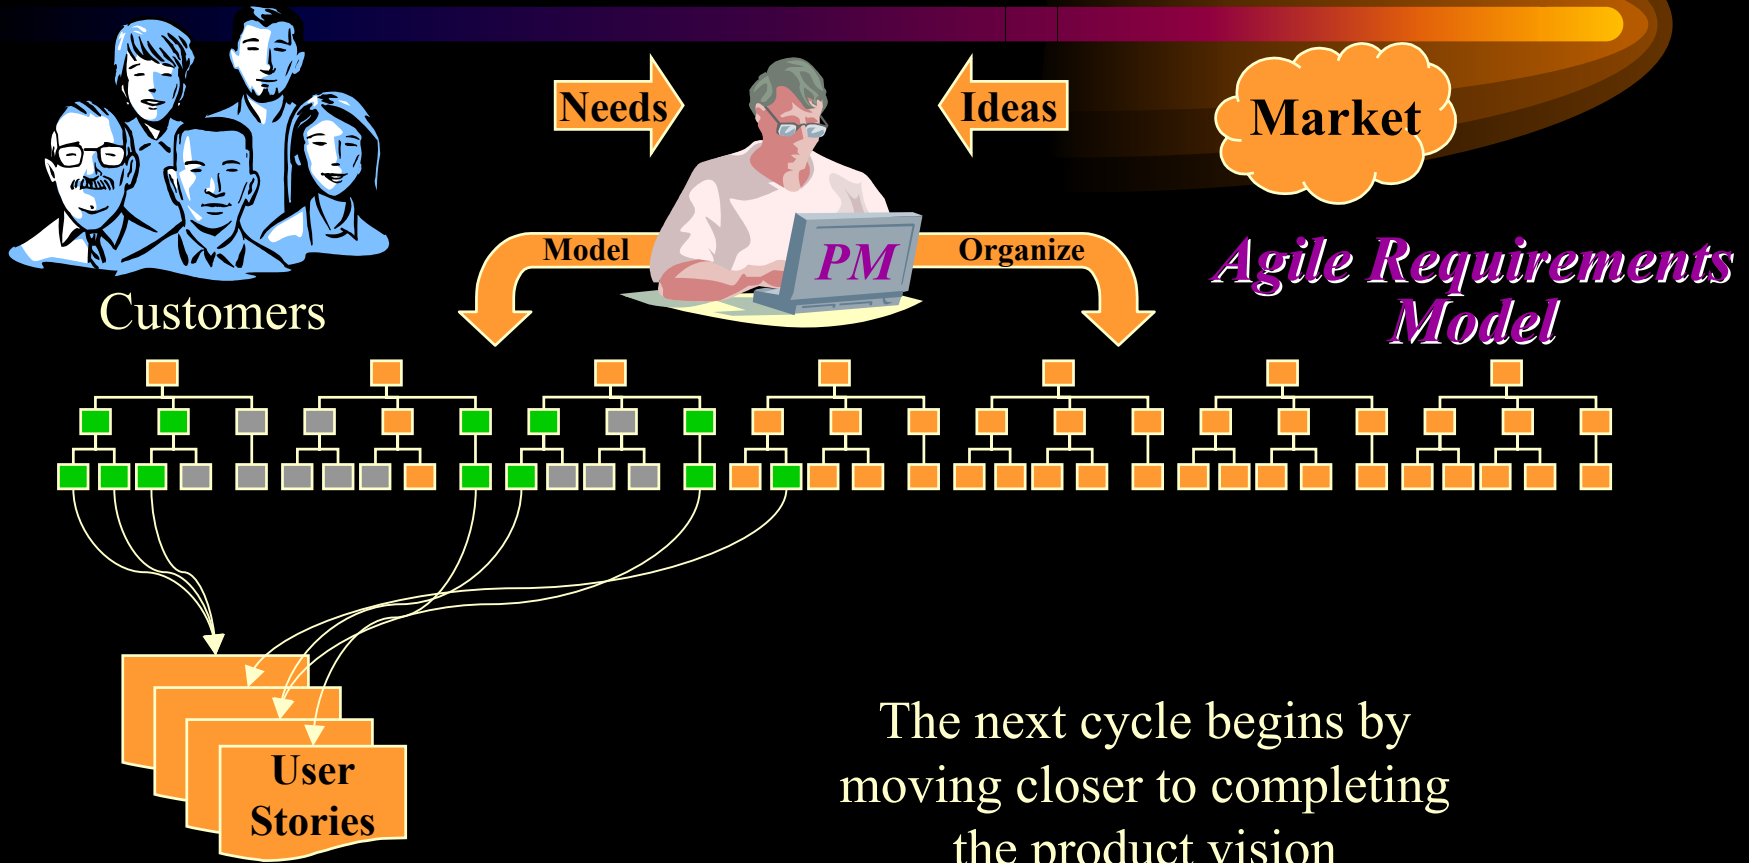 Needs
Ideas
Market
Model
PM
Organize
Agile Requirements
Model
Customers
User
Stories
The next cycle begins by
moving closer to completing
the product vision